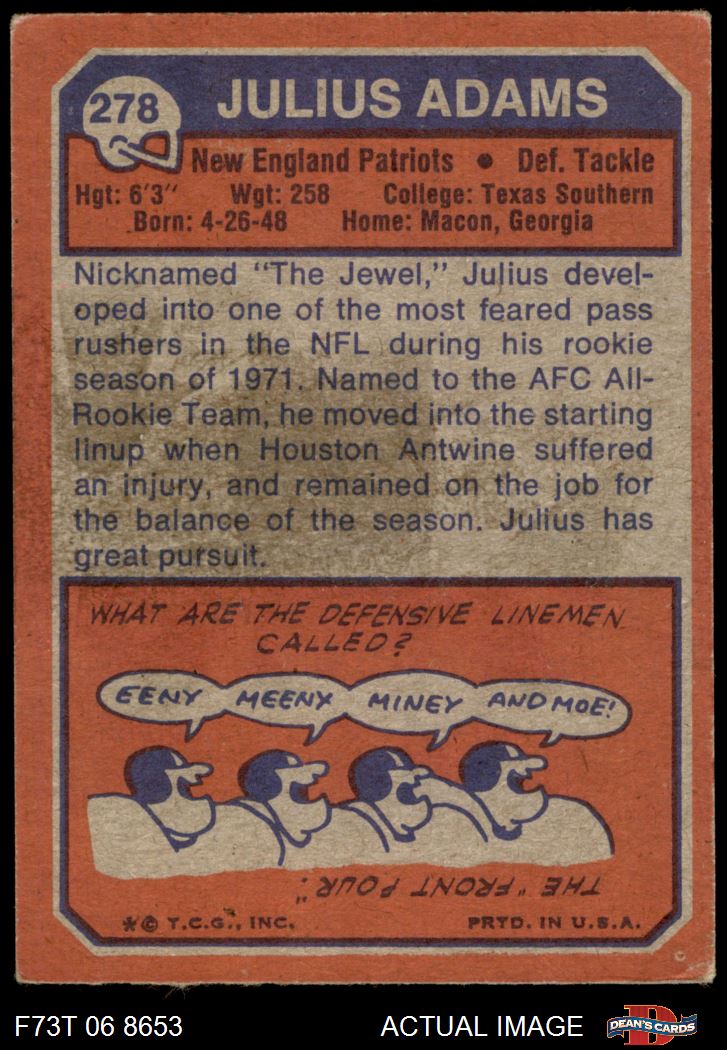 278
JULIUS ADAMS
New England Patriots • Def. Tackle
Hgt: 6'3" Wgt: 258 College: Texas Southern
Born: 4-26-48 Home: Macon, Georgia
Nicknamed "The Jewel," Julius devel-
oped into one of the most feared pass
rushers in the NFL during his rookie
season of 1971. Named to the AFC All-
Rookie Team, he moved into the starting
linup when Houston Antwine suffered
an injury, and remained on the job for
the balance of the season. Julius has
great pursuit.
WHAT ARE THE DEFENSIVE LINEMEN
CALLED?
EENY MEENY MINEY AND MOE!
THE "FRONT FOUR."
*© T.C.G., INC. PRTD. IN U.S.A.
F73T 06 8653 ACTUAL IMAGE D DEAN'S CARDS